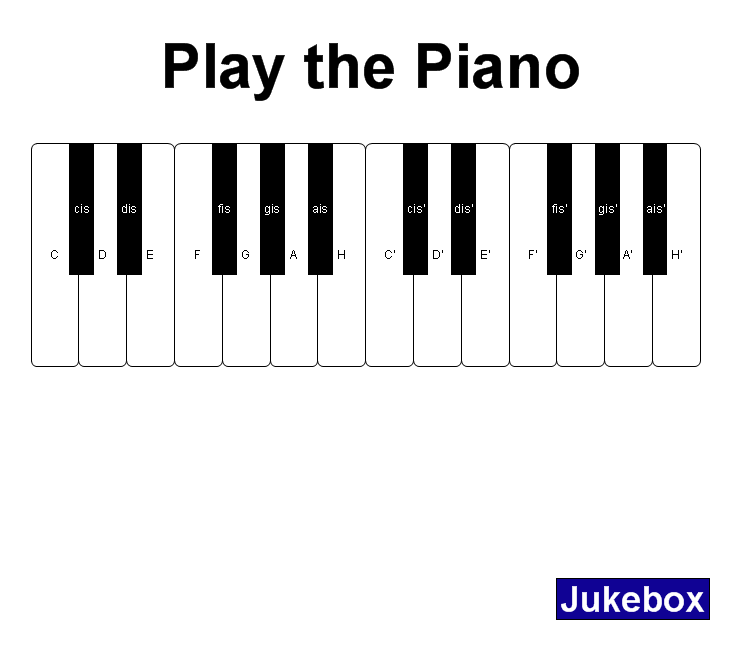 Play the Piano
cis dis fis gis ais cis' dis' fis' gis' ais'
C D E F G A H C' D' E' F' G' A' H'
Jukebox